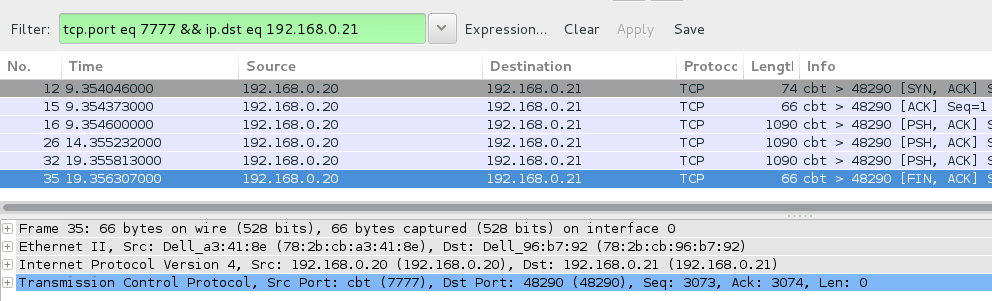 Filter: tcp.port eq 7777 && ip.dst eq 192.168.0.21 Expression... Clear Apply Save
No. Time Source Destination Protocc Lengtl Info
12 9.354046000 192.168.0.20 192.168.0.21 TCP 74 cbt > 48290 [SYN, ACK] S
15 9.354373000 192.168.0.20 192.168.0.21 TCP 66 cbt > 48290 [ACK] Seq=1
16 9.354600000 192.168.0.20 192.168.0.21 TCP 1090 cbt > 48290 [PSH, ACK]
26 14.355232000 192.168.0.20 192.168.0.21 TCP 1090 cbt > 48290 [PSH, ACK]
32 19.355813000 192.168.0.20 192.168.0.21 TCP 1090 cbt > 48290 [PSH, ACK]
35 19.356307000 192.168.0.20 192.168.0.21 TCP 66 cbt > 48290 [FIN, ACK]
Frame 35: 66 bytes on wire (528 bits), 66 bytes captured (528 bits) on interface 0
Ethernet II, Src: Dell_a3:41:8e (78:2b:cb:a3:41:8e), Dst: Dell_96:b7:92 (78:2b:cb:96:b7:92)
Internet Protocol Version 4, Src: 192.168.0.20 (192.168.0.20), Dst: 192.168.0.21 (192.168.0.21)
Transmission Control Protocol, Src Port: cbt (7777), Dst Port: 48290 (48290), Seq: 3073, Ack: 3074, Len: 0